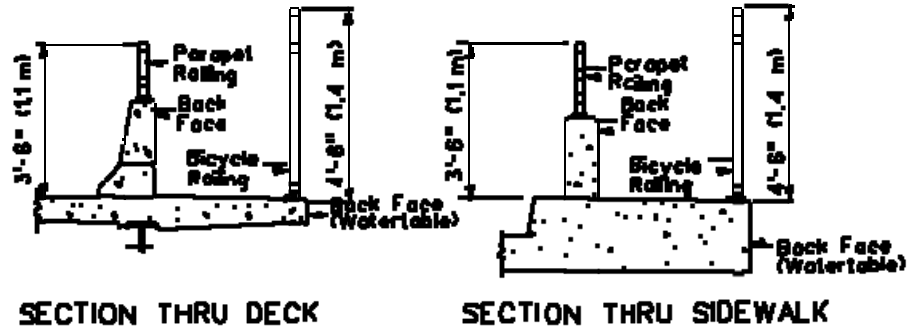 3'-6" (1.1 m)
Parapet
Railing
Back
Face
Bicycle
Railing
4'-6" (1.4 m)
Back Face
(Watertable)
SECTION THRU DECK
3'-6" (1.1 m)
Parapet
Railing
Back
Face
Bicycle
Railing
4'-6" (1.4 m)
Back Face
(Watertable)
SECTION THRU SIDEWALK